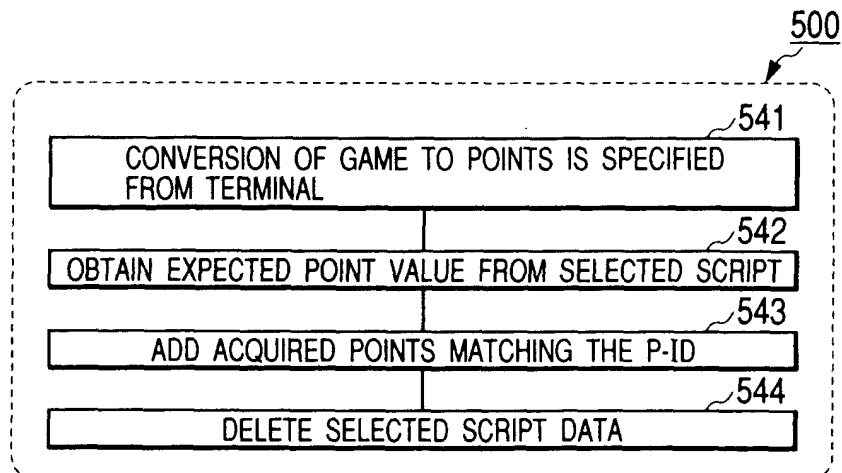 500
541
CONVERSION OF GAME TO POINTS IS SPECIFIED
FROM TERMINAL
542
OBTAIN EXPECTED POINT VALUE FROM SELECTED SCRIPT
543
ADD ACQUIRED POINTS MATCHING THE P-ID
544
DELETE SELECTED SCRIPT DATA